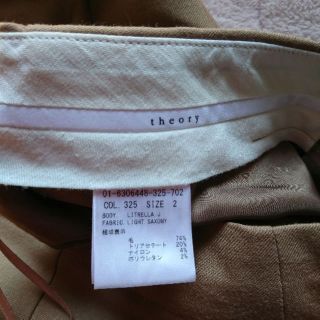 theory
01-6306446-325-702
COL. 325 SIZE 2
BODY LITRELLA J
FABRIC LIGHT SAXONY
組成表示
毛 74%
トリアセテート 20%
ナイロン 4%
ポリウレタン 2%